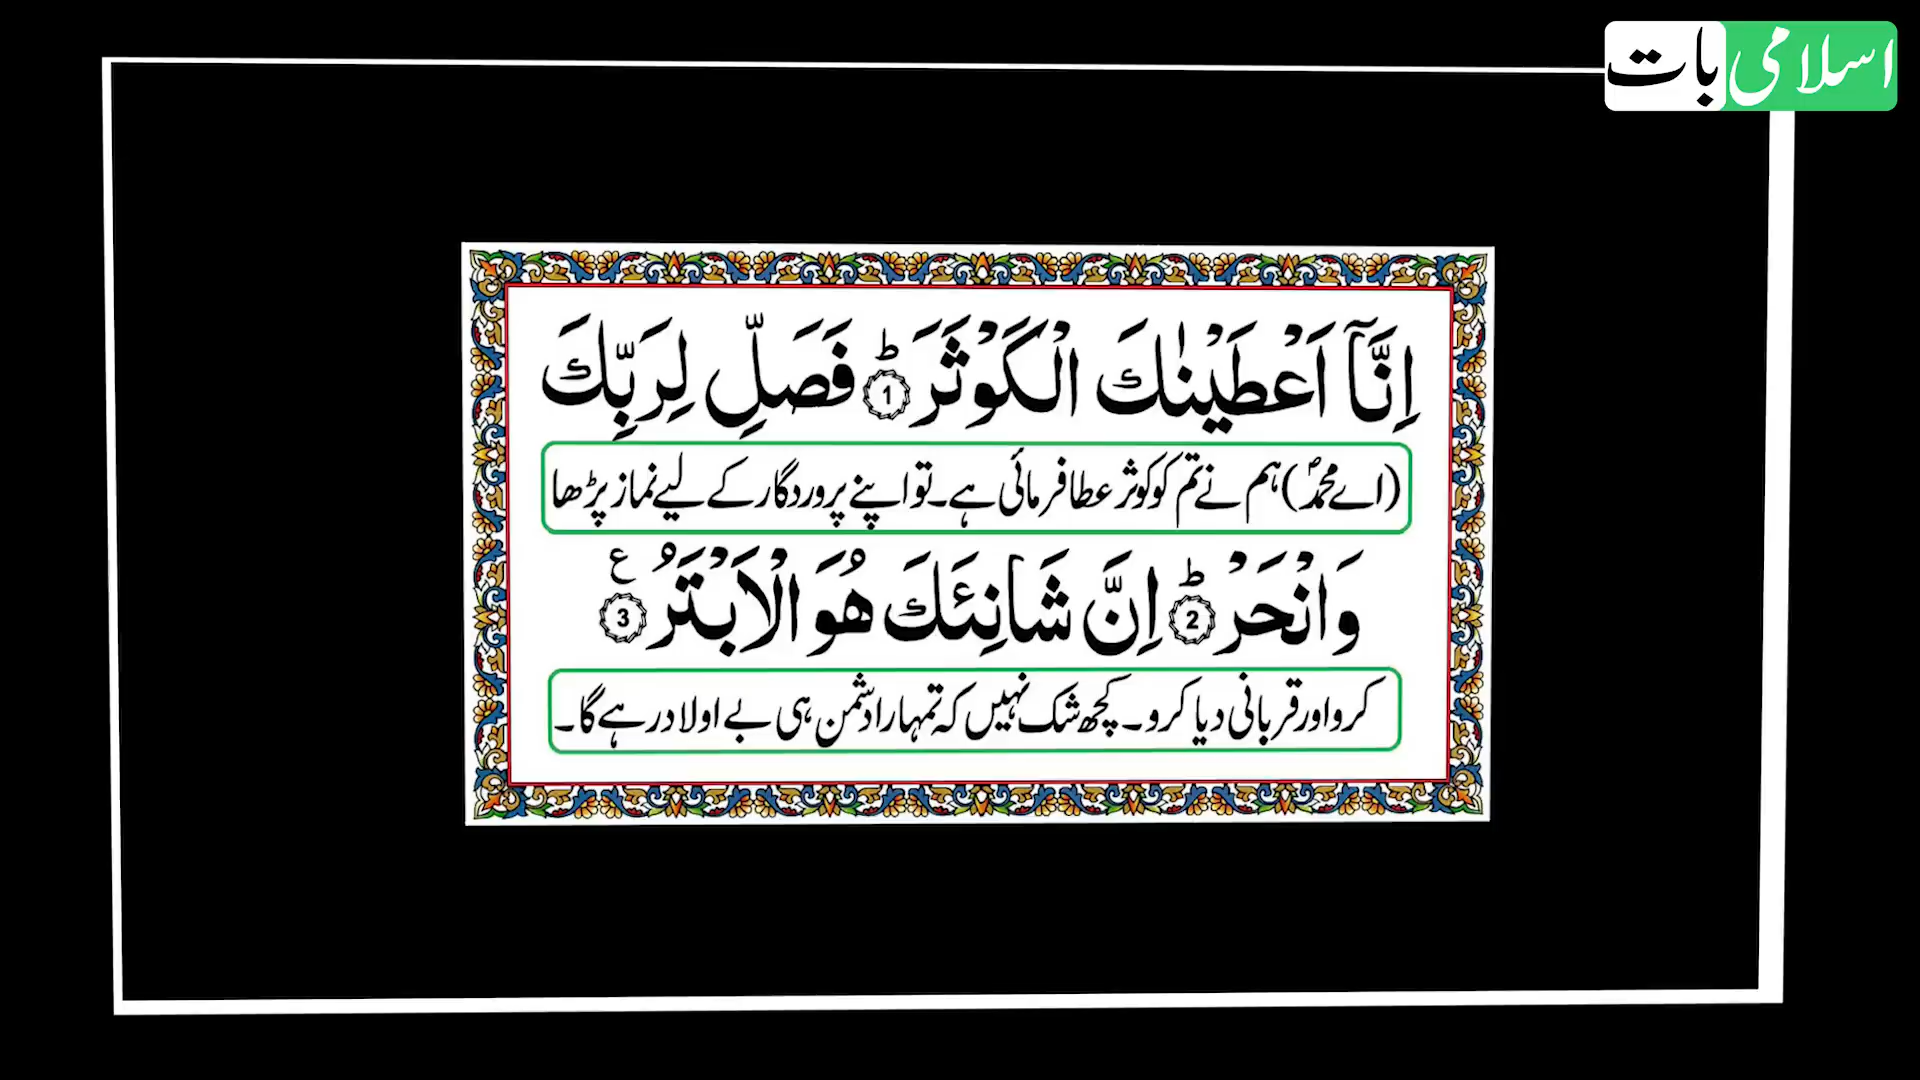 اسلامی بات
اِنَّآ اَعْطَيْنٰكَ الْكَوْثَرَ ؕ 1 فَصَلِّ لِرَبِّكَ
(اے محمدؐ) ہم نے تم کو کوثر عطا فرمائی ہے۔ تو اپنے پروردگار کے لیے نماز پڑھا
وَانْحَرْ ؕ 2 اِنَّ شَانِئَكَ هُوَ الْاَبْتَرُ ع 3
کرو اور قربانی دیا کرو۔ کچھ شک نہیں کہ تمہارا دشمن ہی بے اولاد رہے گا۔